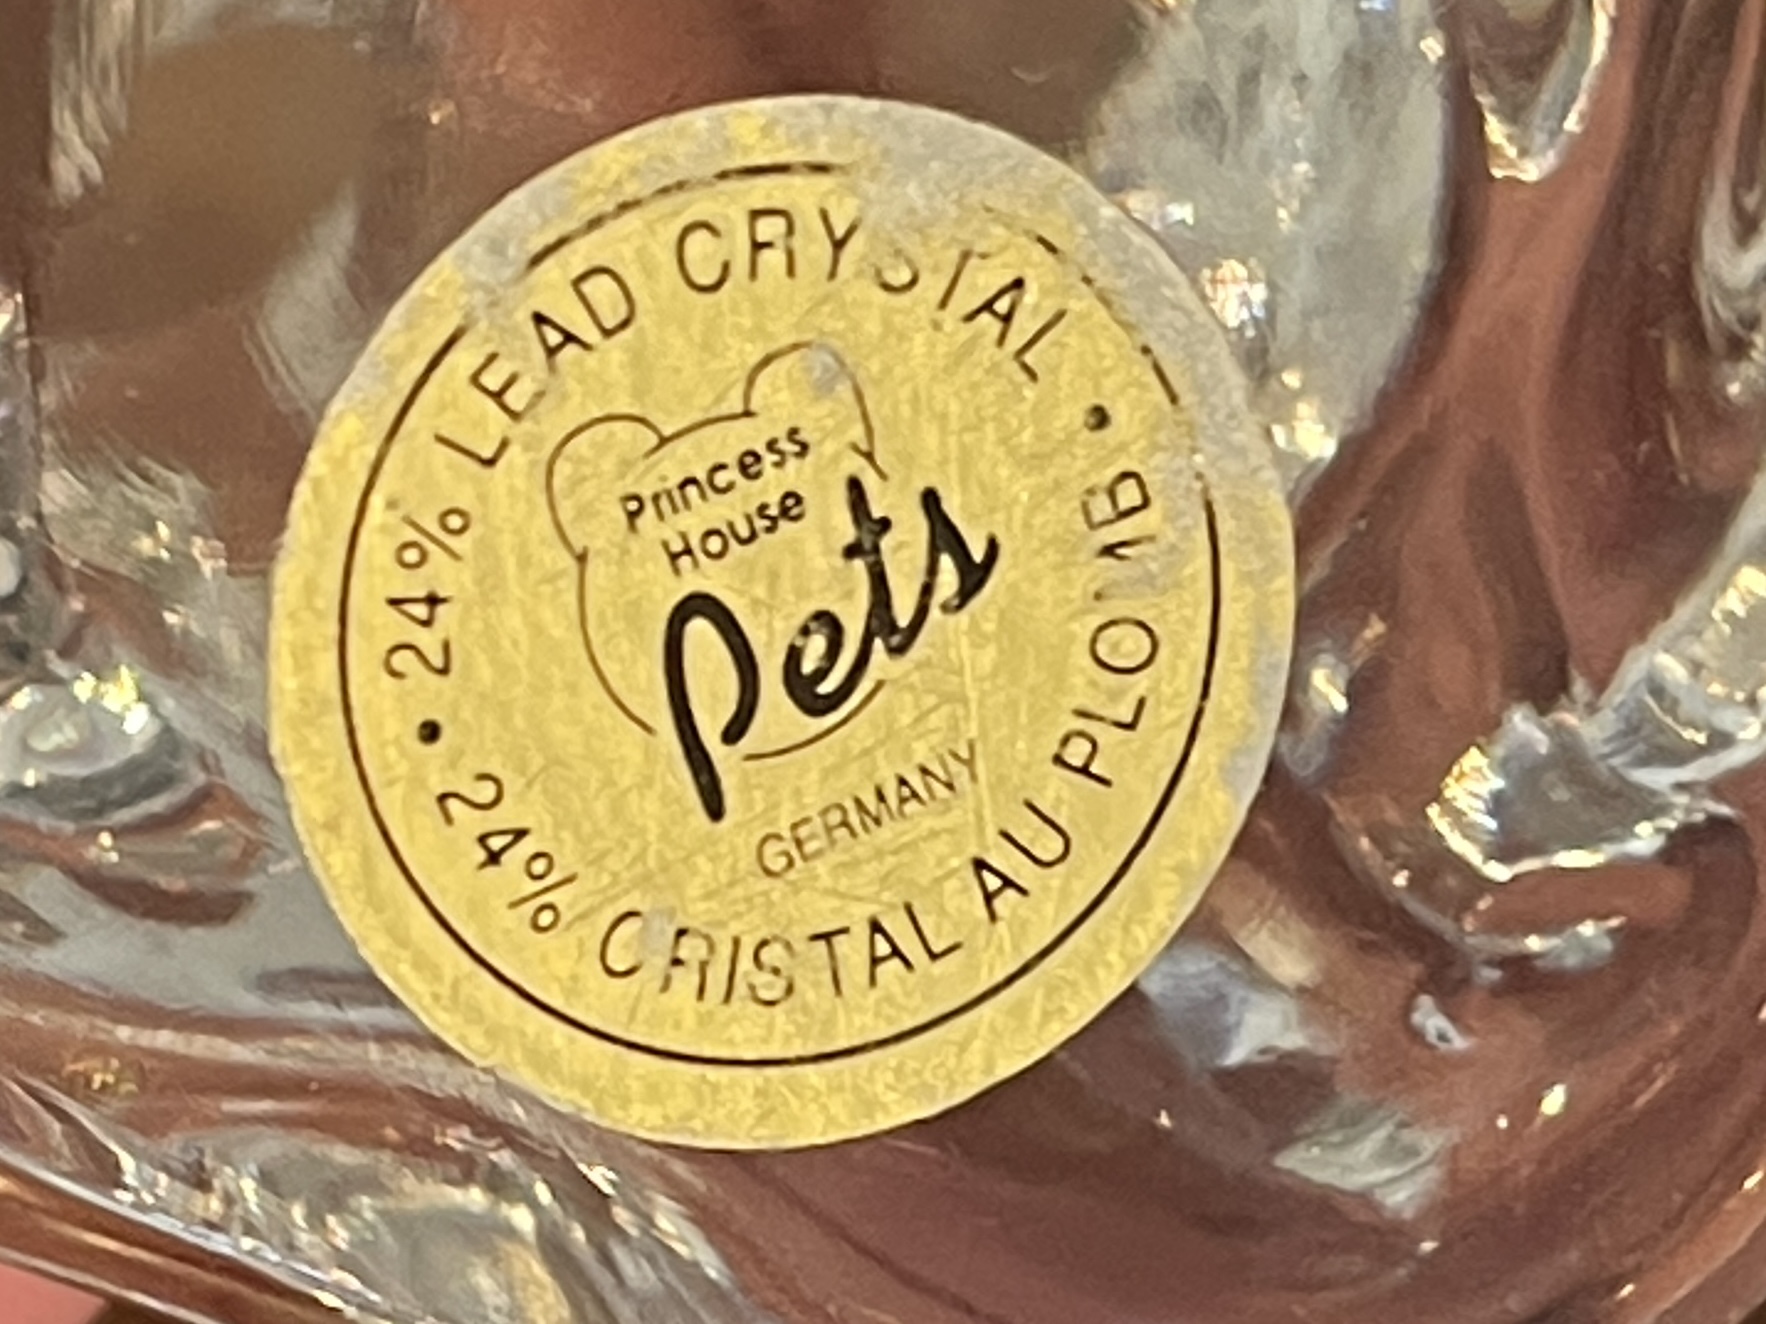 • 24% LEAD CRYSTAL •
Princess
House
Pets
GERMANY
24% CRISTAL AU PLOMB